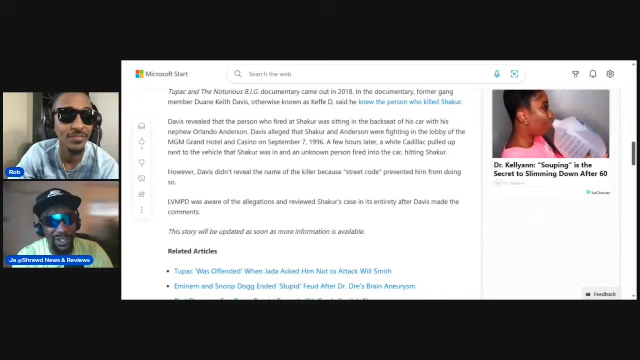 Microsoft Start
Search the web
Tupac and The Notorious B.I.G. documentary came out in 2018. In the documentary, former gang
member Duane Keith Davis, otherwise known as Keffe D, said he knew the person who killed Shakur.
Davis revealed that the person who fired at Shakur was sitting in the backseat of his car with his
nephew Orlando Anderson. Davis alleged that Shakur and Anderson were fighting in the lobby of the
MGM Grand Hotel and Casino on September 7, 1996. A few hours later, a white Cadillac pulled up
next to the vehicle that Shakur was in and an unknown person fired into the car, hitting Shakur.
However, Davis didn't reveal the name of the killer because "street code" prevented him from doing
so.
LVMPD was aware of the allegations and reviewed Shakur's case in its entirety after Davis made the
comments.
This story will be updated as soon as more information is available.
Related Articles
Tupac 'Was Offended' When Jada Asked Him Not to Attack Will Smith
Eminem and Snoop Dogg Ended 'Stupid' Feud After Dr. Dre's Brain Aneurysm
Dr. Kellyann: "Souping" is the
Secret to Slimming Down After 60
Ad Dr. Kellyann
AdChoices
Feedback
Rob
Ja @Shrewd News & Reviews